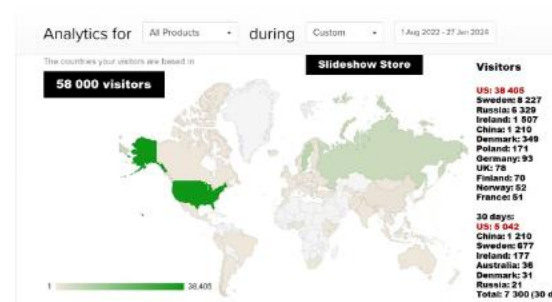 Analytics for All Products during Custom 1 Aug 2022 - 27 Jan 2024
The countries your visitors are based in
Slideshow Store
58 000 visitors
Visitors
US: 38 405
Sweden: 8 227
Russia: 6 329
Ireland: 1 507
China: 1 210
Denmark: 349
Poland: 171
Germany: 93
UK: 78
Finland: 70
Norway: 52
France: 51
30 days:
US: 5 042
China: 1 210
Sweden: 677
Ireland: 177
Australia: 36
Denmark: 31
Russia: 21
Total: 7 300 (30 d
1 38,405